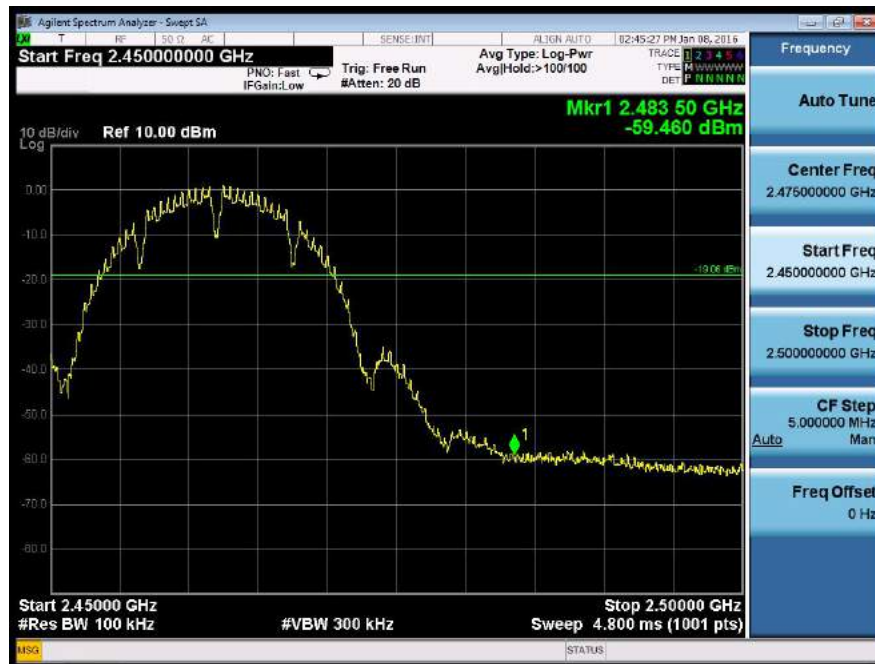 Agilent Spectrum Analyzer - Swept SA
LXI T RF 50 Ω AC SENSE:INT ALIGN AUTO 02:45:27 PM Jan 08, 2016
Start Freq 2.450000000 GHz
PNO: Fast
IFGain:Low
Trig: Free Run
#Atten: 20 dB
Avg Type: Log-Pwr
Avg|Hold:>100/100
TRACE 1 2 3 4 5 6
TYPE M WWWWW
DET P NNNNN
Mkr1 2.483 50 GHz
-59.460 dBm
10 dB/div Ref 10.00 dBm
Log
0.00
-10.0
-20.0
-30.0
-40.0
-50.0
-60.0
-70.0
-80.0
-19.06 dBm
1
Start 2.45000 GHz Stop 2.50000 GHz
#Res BW 100 kHz #VBW 300 kHz Sweep 4.800 ms (1001 pts)
MSG STATUS
Frequency
Auto Tune
Center Freq
2.475000000 GHz
Start Freq
2.450000000 GHz
Stop Freq
2.500000000 GHz
CF Step
5.000000 MHz
Auto Man
Freq Offset
0 Hz